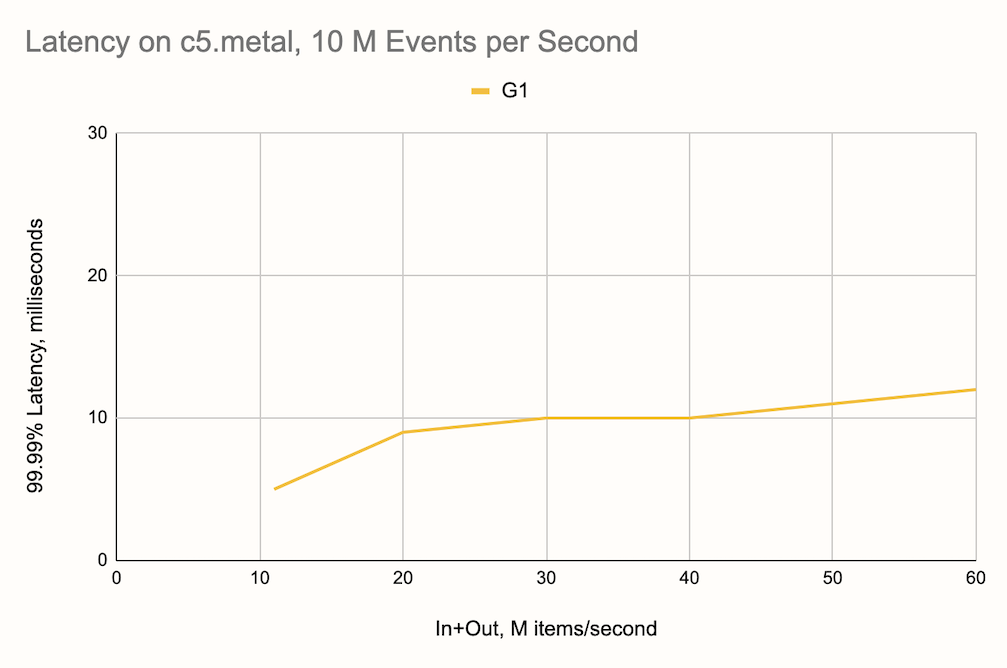 Latency on c5.metal, 10 M Events per Second
G1
30
20
10
0
99.99% Latency, milliseconds
0 10 20 30 40 50 60
In+Out, M items/second